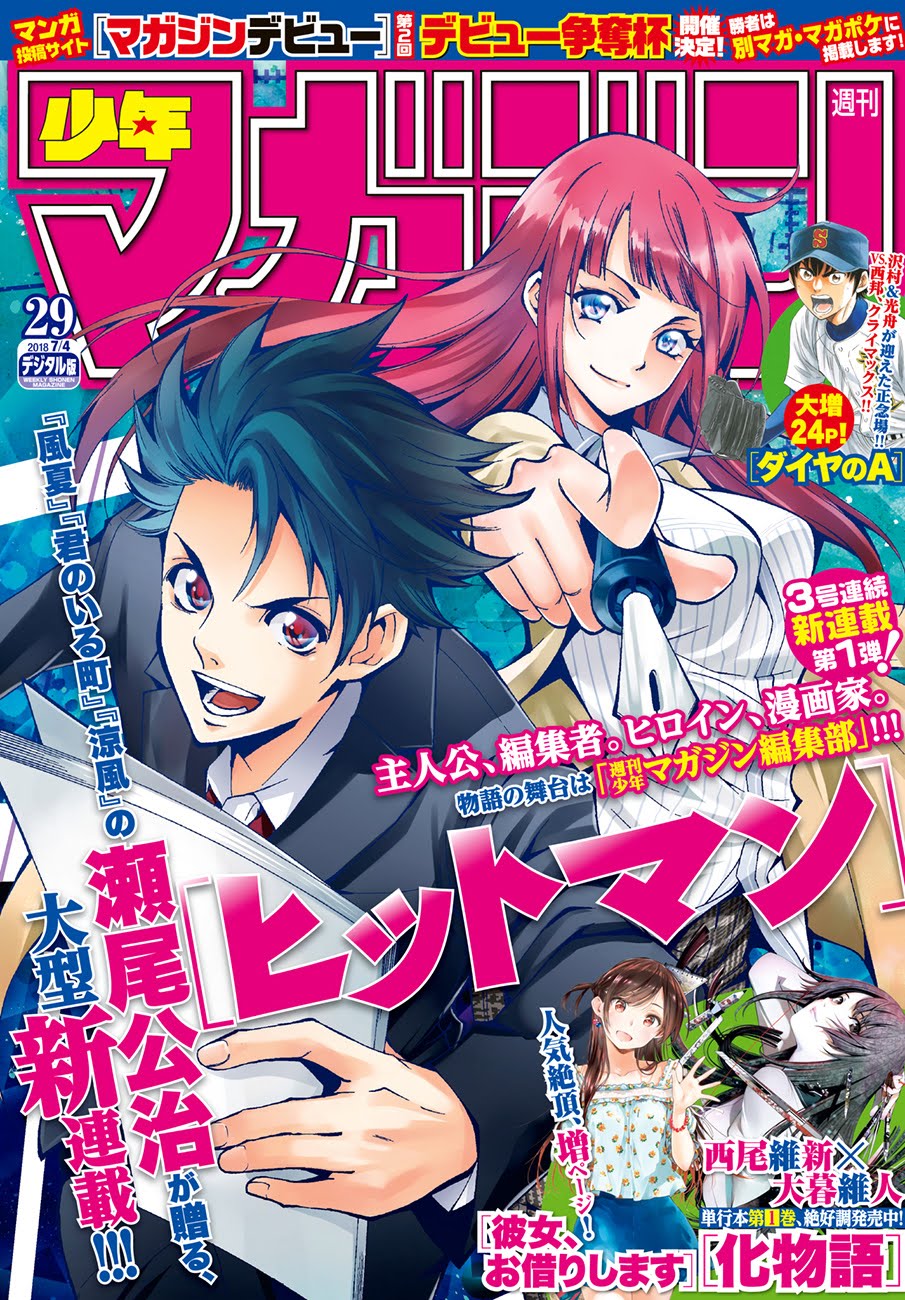 マンガ
投稿サイト
[マガジンデビュー]
第2回
デビュー争奪杯
開催
決定!
勝者は
別マガ・マガポケに
掲載します!
週刊
少年
マガジン
29
2018 7/4
デジタル版
WEEKLY SHONEN
MAGAZINE
S
沢村&光舟が迎えた正念場!!
VS.西邦、クライマックス!!
大増
24P!
[ダイヤのA]
3号連続
新連載
第1弾!
主人公、編集者。ヒロイン、漫画家。
物語の舞台は「週刊少年マガジン編集部」!!!
[ヒットマン]
『風夏』『君のいる町』『涼風』の
瀬尾公治が贈る、
大型新連載!!!
人気絶頂、増ページ!
[彼女、
お借りします]
西尾維新×
大暮維人
単行本第1巻、絶好調発売中!
[化物語]